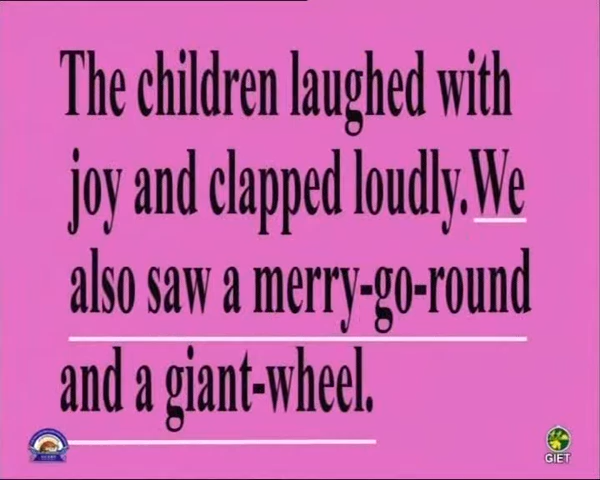 The children laughed with
joy and clapped loudly.We
also saw a merry-go-round
and a giant-wheel.
GIET